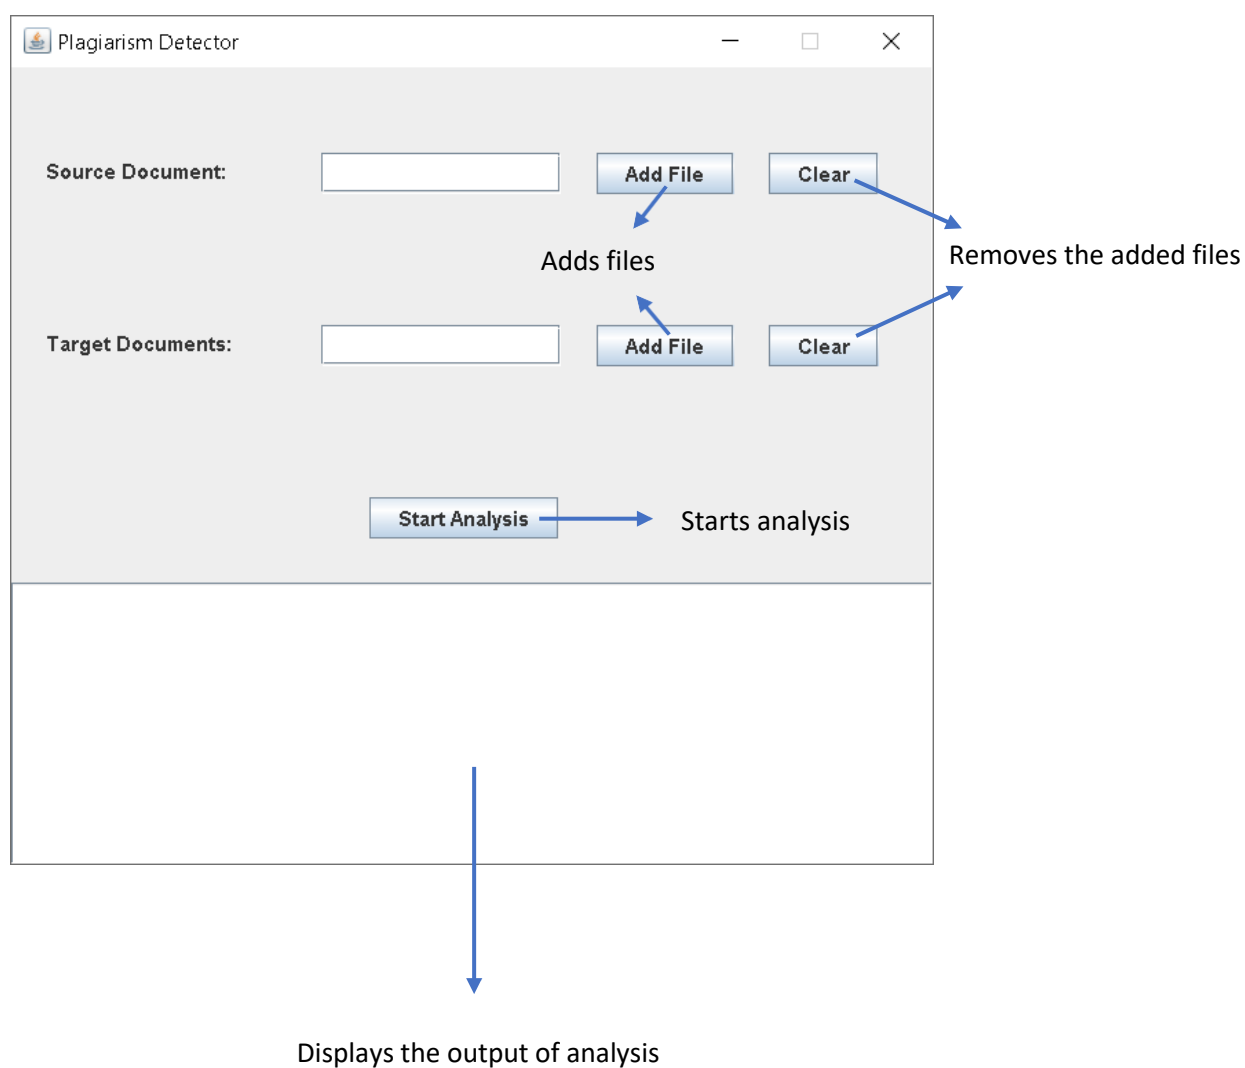 Plagiarism Detector
Source Document:
Add File
Clear
Adds files
Removes the added files
Target Documents:
Add File
Clear
Start Analysis
Starts analysis
Displays the output of analysis